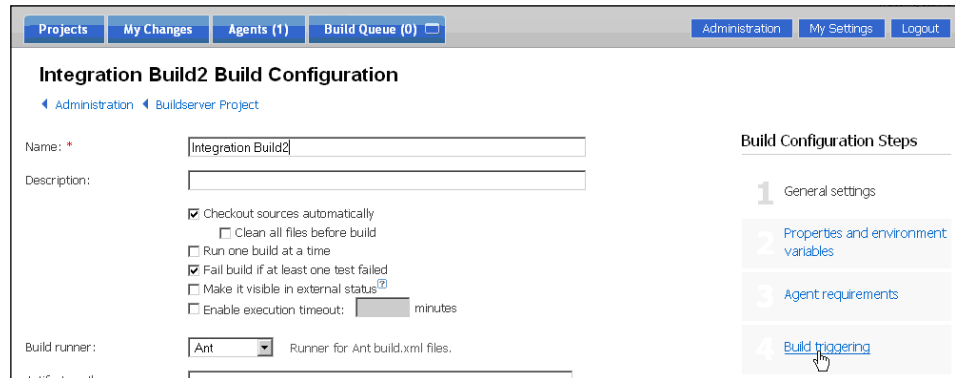 Projects My Changes Agents (1) Build Queue (0) Administration My Settings Logout
Integration Build2 Build Configuration
Administration Buildserver Project
Name: * Integration Build2
Description:
Checkout sources automatically
Clean all files before build
Run one build at a time
Fail build if at least one test failed
Make it visible in external status?
Enable execution timeout: minutes
Build runner: Ant Runner for Ant build.xml files.
Build Configuration Steps
1 General settings
2 Properties and environment
variables
3 Agent requirements
4 Build triggering